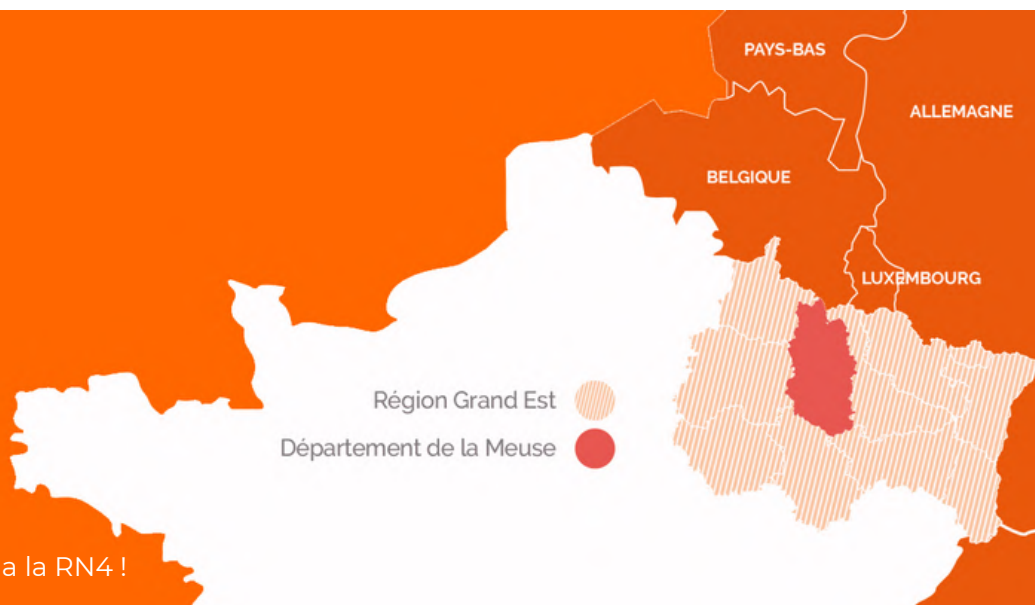 PAYS-BAS
ALLEMAGNE
BELGIQUE
LUXEMBOURG
Région Grand Est
Département de la Meuse
a la RN4 !